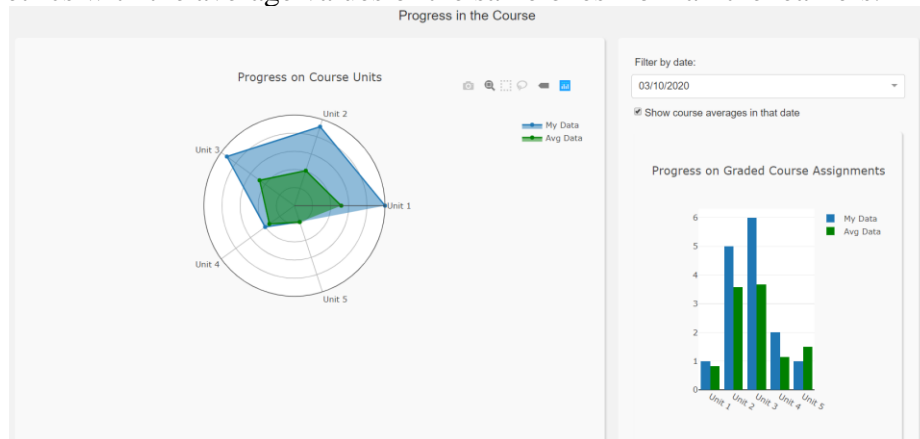 Progress in the Course
Progress on Course Units
Unit 2
Unit 3
Unit 1
Unit 4
Unit 5
My Data
Avg Data
Filter by date:
03/10/2020
Show course averages in that date
Progress on Graded Course Assignments
6
5
4
3
2
1
0
Unit 1
Unit 2
Unit 3
Unit 4
Unit 5
My Data
Avg Data